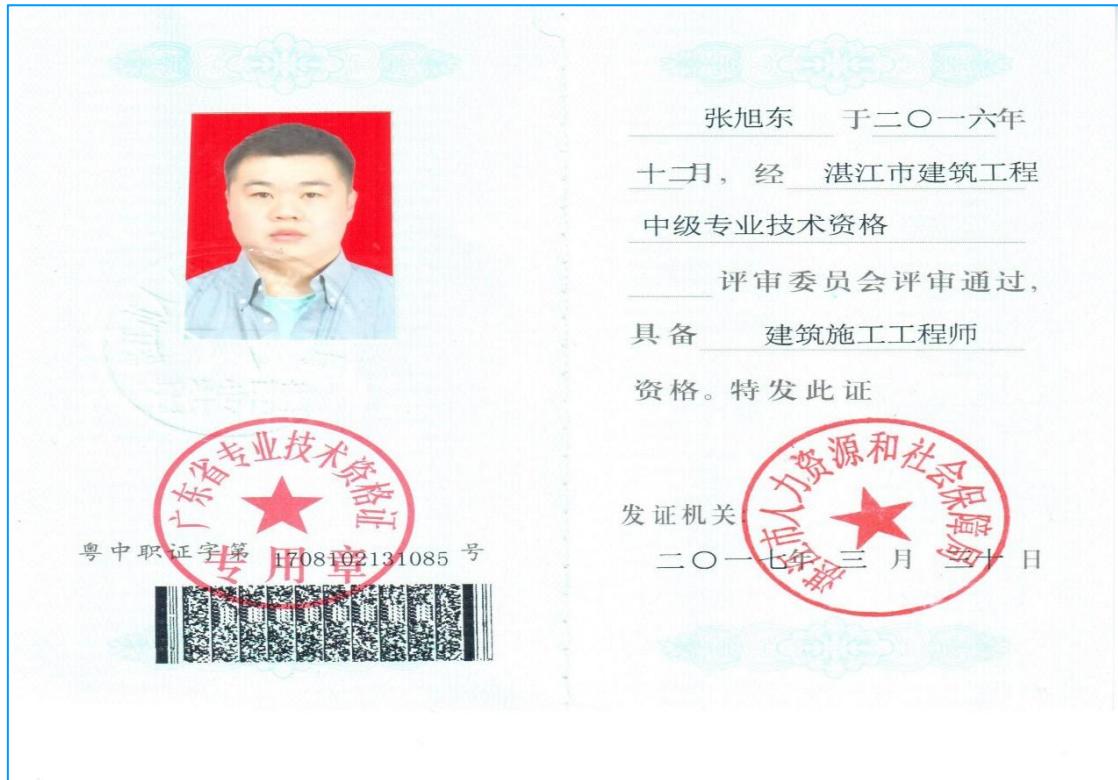 广东省专业技术资格证
专用章
粤中职证字第 1708102131085 号
张旭东 于二〇一六年
十二月，经 湛江市建筑工程
中级专业技术资格
评审委员会评审通过，
具备 建筑施工工程师
资格。特发此证
湛江市人力资源和社会保障局
发证机关:
二〇一七年 三 月 三十 日